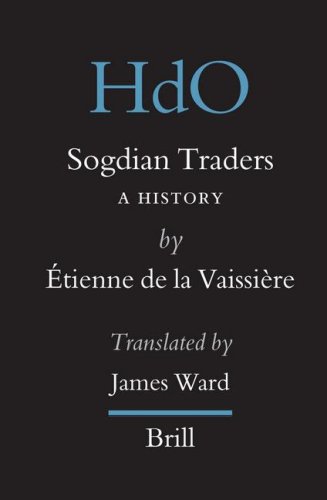 HdO
Sogdian Traders
A HISTORY
by
Étienne de la Vaissière
Translated by
James Ward
Brill